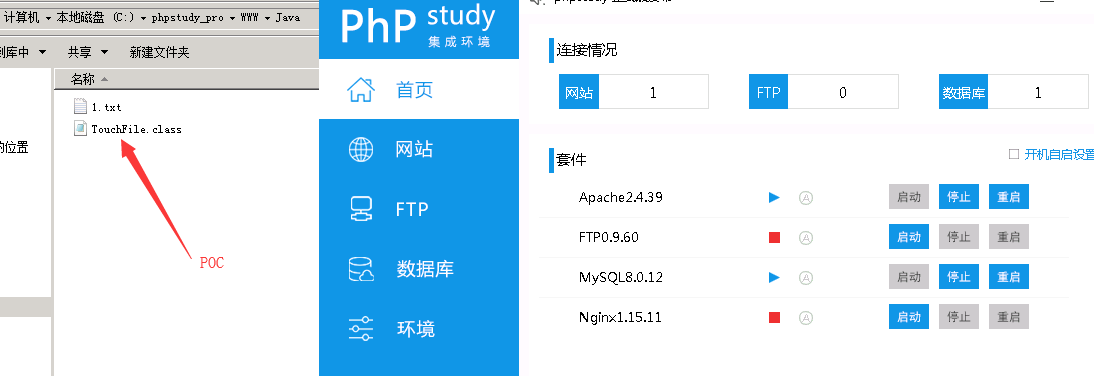 计算机 ▾ 本地磁盘 (C:) ▾ phpstudy_pro ▾ WWW ▾ Java
到库中 ▾ 共享 ▾ 新建文件夹
名称
1.txt
TouchFile.class
的位置
POC
PhP study
集成环境
首页
网站
FTP
数据库
环境
连接情况
网站 1 FTP 0 数据库 1
套件
开机自启设置
Apache2.4.39 A 启动 停止 重启
FTP0.9.60 A 启动 停止 重启
MySQL8.0.12 A 启动 停止 重启
Nginx1.15.11 A 启动 停止 重启